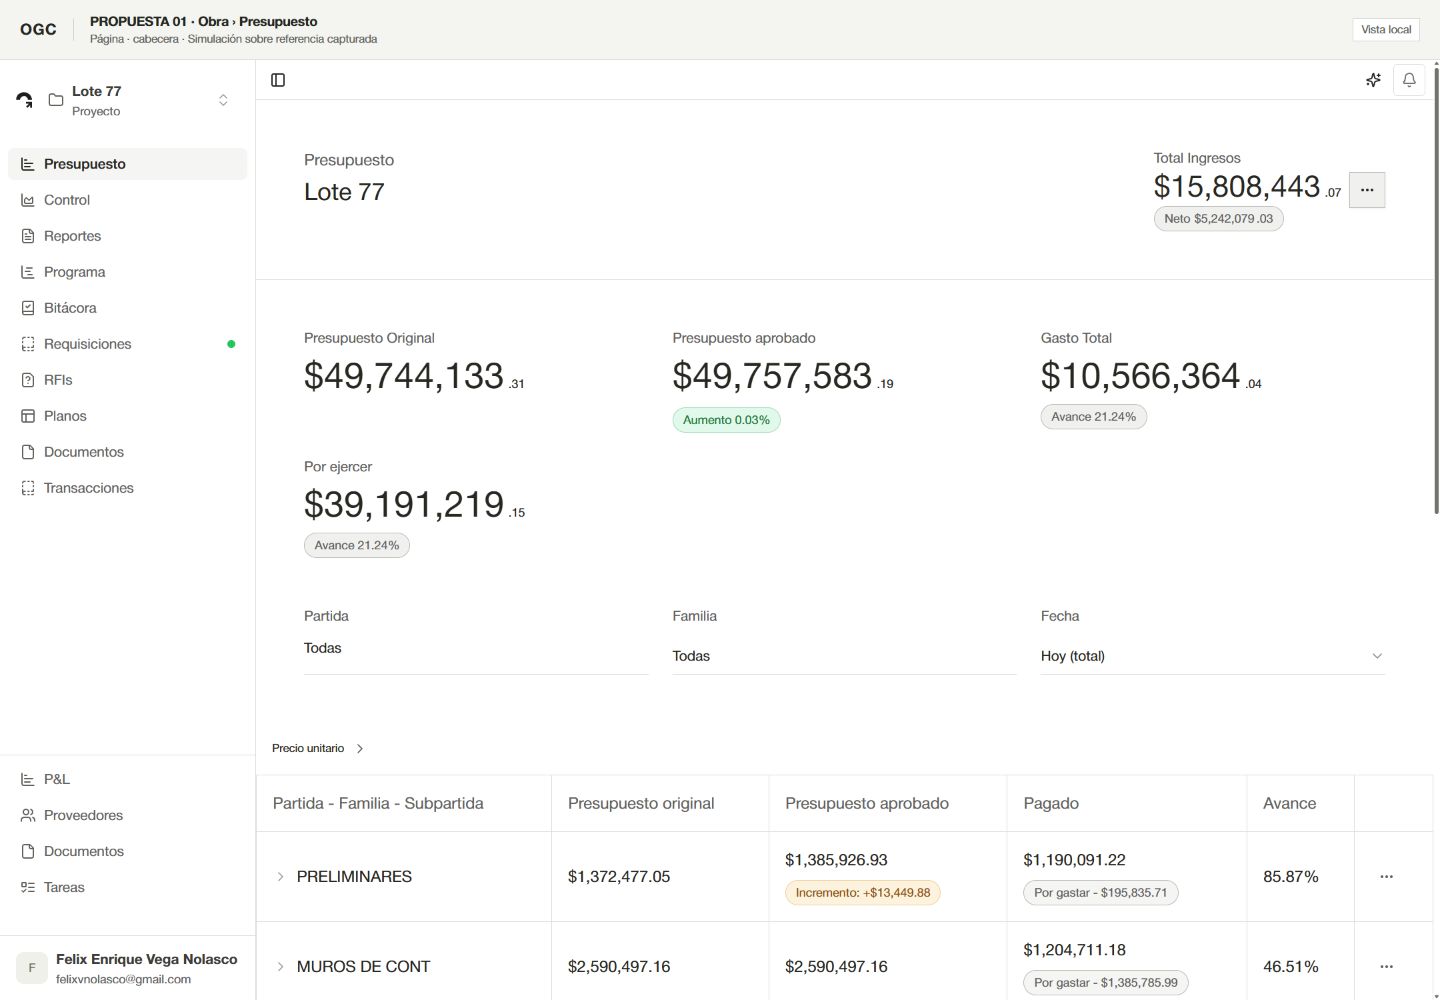 OGC
PROPUESTA 01 · Obra › Presupuesto
Página · cabecera · Simulación sobre referencia capturada
Vista local
Lote 77
Proyecto
Presupuesto
Control
Reportes
Programa
Bitácora
Requisiciones
RFIs
Planos
Documentos
Transacciones
P&L
Proveedores
Documentos
Tareas
F
Felix Enrique Vega Nolasco
felixvnolasco@gmail.com
Presupuesto
Lote 77
Total Ingresos
$15,808,443.07
Neto $5,242,079.03
Presupuesto Original
$49,744,133.31
Presupuesto aprobado
$49,757,583.19
Aumento 0.03%
Gasto Total
$10,566,364.04
Avance 21.24%
Por ejercer
$39,191,219.15
Avance 21.24%
Partida
Todas
Familia
Todas
Fecha
Hoy (total)
Precio unitario
Partida - Familia - Subpartida Presupuesto original Presupuesto aprobado Pagado Avance
PRELIMINARES $1,372,477.05 $1,385,926.93 $1,190,091.22 85.87%
Incremento: +$13,449.88 Por gastar - $195,835.71
MUROS DE CONT $2,590,497.16 $2,590,497.16 $1,204,711.18 46.51%
Por gastar - $1,385,785.99